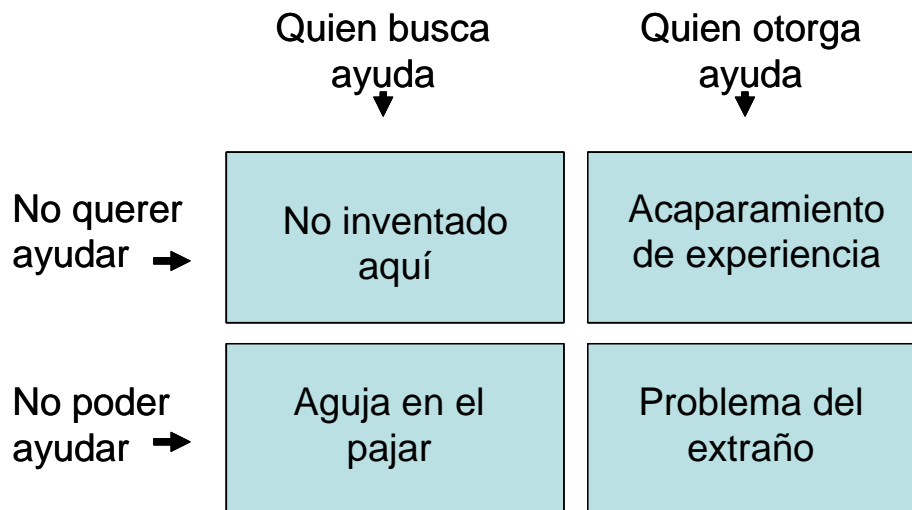 Quien busca
ayuda
Quien otorga
ayuda
No querer
ayudar
No inventado
aquí
Acaparamiento
de experiencia
No poder
ayudar
Aguja en el
pajar
Problema del
extraño